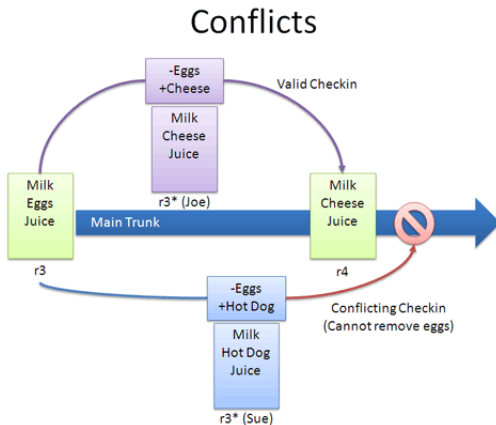 Conflicts
-Eggs
+Cheese
Valid Checkin
Milk
Cheese
Juice
r3* (Joe)
Milk
Eggs
Juice
r3
Main Trunk
Milk
Cheese
Juice
r4
-Eggs
+Hot Dog
Conflicting Checkin
(Cannot remove eggs)
Milk
Hot Dog
Juice
r3* (Sue)